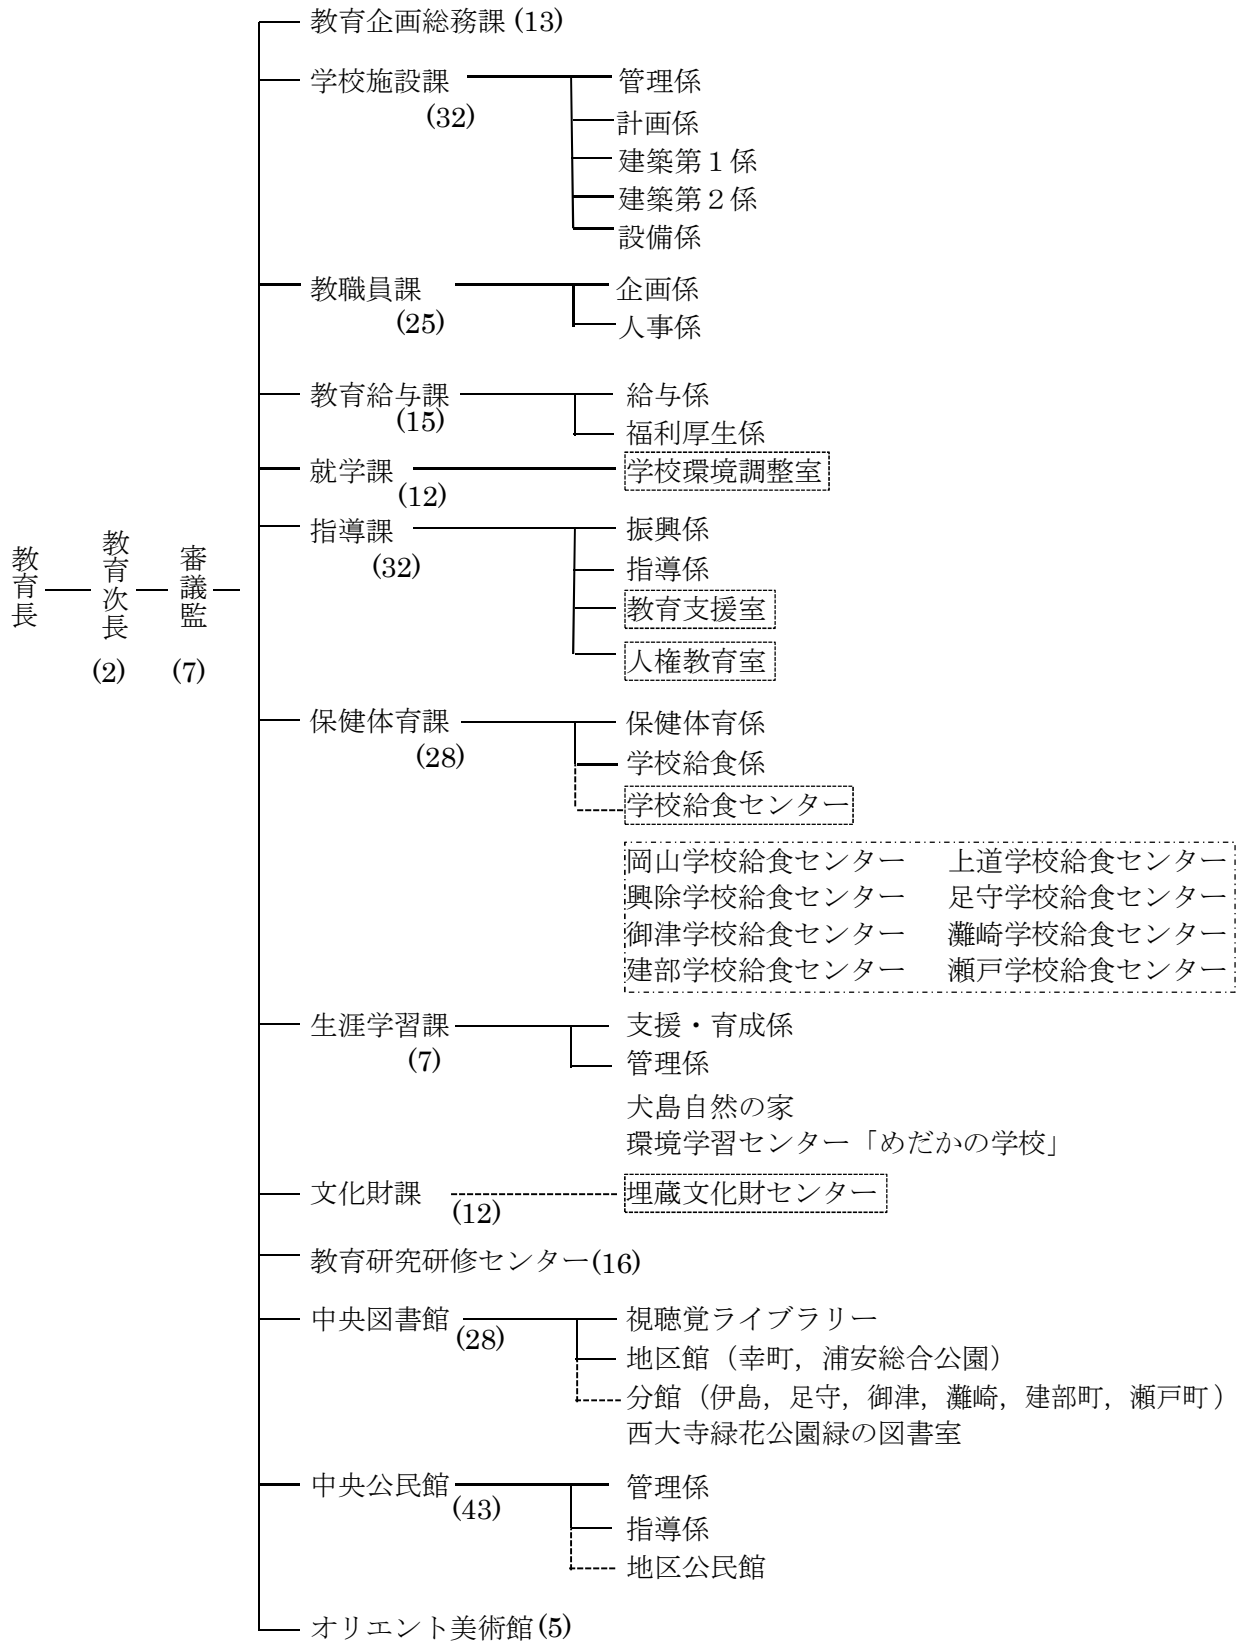 教育長
教育次長
(2)
審議監
(7)
教育企画総務課 (13)
学校施設課
(32)
管理係
計画係
建築第１係
建築第２係
設備係
教職員課
(25)
企画係
人事係
教育給与課
(15)
給与係
福利厚生係
就学課
(12)
学校環境調整室
指導課
(32)
振興係
指導係
教育支援室
人権教育室
保健体育課
(28)
保健体育係
学校給食係
学校給食センター
岡山学校給食センター　上道学校給食センター
興除学校給食センター　足守学校給食センター
御津学校給食センター　灘崎学校給食センター
建部学校給食センター　瀬戸学校給食センター
生涯学習課
(7)
支援・育成係
管理係
犬島自然の家
環境学習センター「めだかの学校」
文化財課
(12)
埋蔵文化財センター
教育研究研修センター(16)
中央図書館
(28)
視聴覚ライブラリー
地区館（幸町，浦安総合公園）
分館（伊島，足守，御津，灘崎，建部町，瀬戸町）
西大寺緑花公園緑の図書室
中央公民館
(43)
管理係
指導係
地区公民館
オリエント美術館(5)